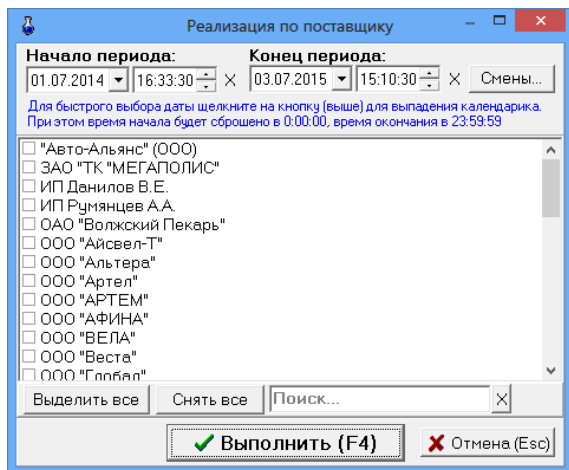 Реализация по поставщику
Начало периода: Конец периода:
01.07.2014 16:33:30 X 03.07.2015 15:10:30 X Смены...
Для быстрого выбора даты щелкните на кнопку (выше) для выпадения календарика.
При этом время начала будет сброшено в 0:00:00, время окончания в 23:59:59
"Авто-Альянс" (ООО)
ЗАО "ТК "МЕГАПОЛИС"
ИП Данилов В.Е.
ИП Румянцев А.А.
ОАО "Волжский Пекарь"
ООО "Айсвел-Т"
ООО "Альтера"
ООО "Артел"
ООО "АРТЕМ"
ООО "АФИНА"
ООО "ВЕЛА"
ООО "Веста"
ООО "Глобал"
Выделить все Снять все Поиск... X
Выполнить (F4) Отмена (Esc)